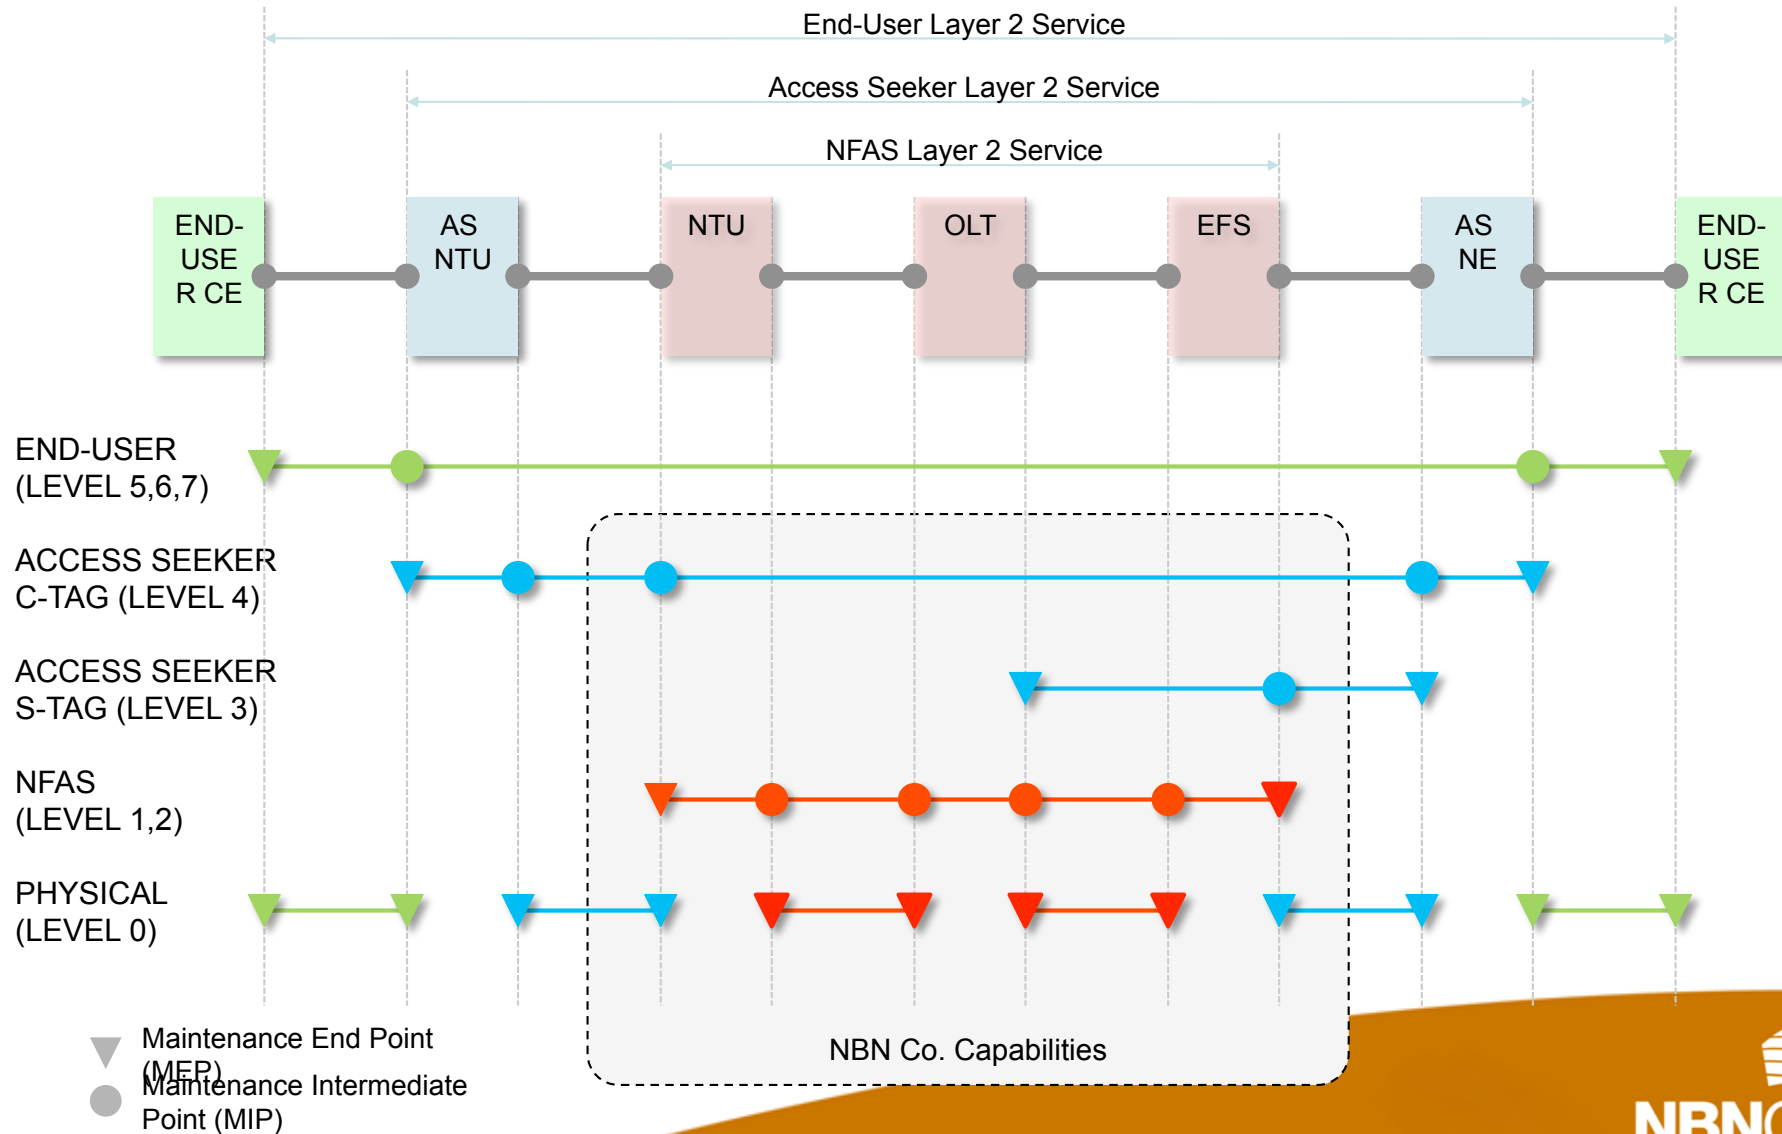 End-User Layer 2 Service
Access Seeker Layer 2 Service
NFAS Layer 2 Service
END-
USE
R CE
AS
NTU
NTU
OLT
EFS
AS
NE
END-
USE
R CE
END-USER
(LEVEL 5,6,7)
ACCESS SEEKER
C-TAG (LEVEL 4)
ACCESS SEEKER
S-TAG (LEVEL 3)
NFAS
(LEVEL 1,2)
PHYSICAL
(LEVEL 0)
Maintenance End Point
(MEP)
Maintenance Intermediate
Point (MIP)
NBN Co. Capabilities
NBN